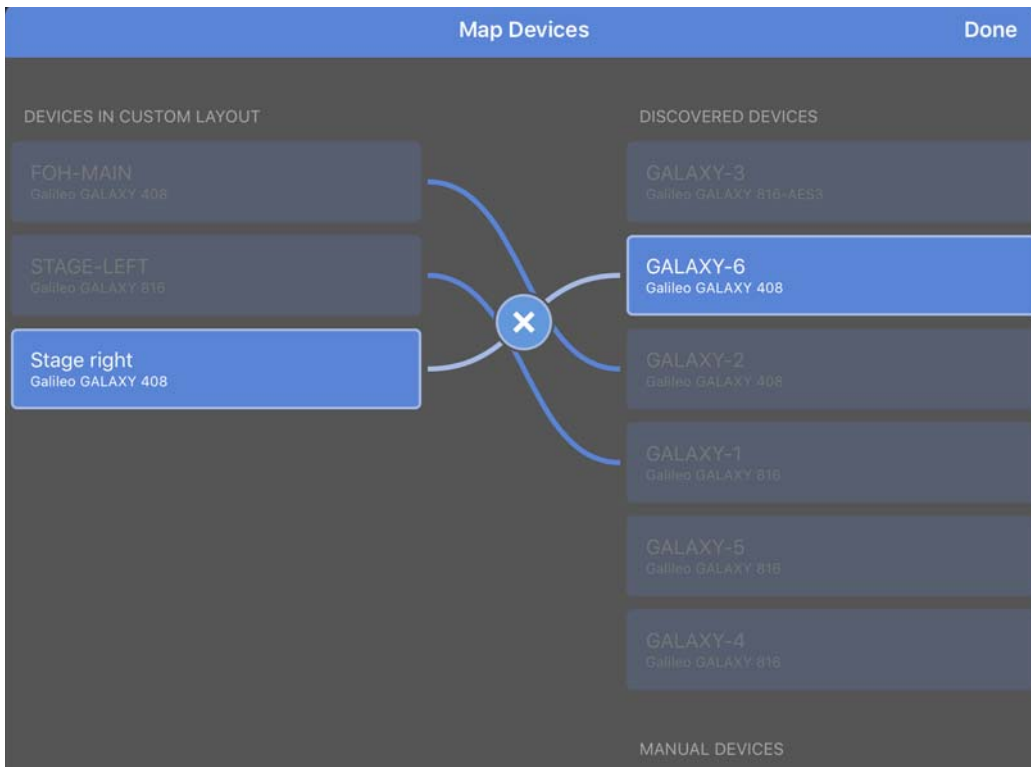 Map Devices
Done
DEVICES IN CUSTOM LAYOUT
FOH-MAIN
Galileo GALAXY 408
STAGE-LEFT
Galileo GALAXY 816
Stage right
Galileo GALAXY 408
DISCOVERED DEVICES
GALAXY-3
Galileo GALAXY 816-AES3
GALAXY-6
Galileo GALAXY 408
GALAXY-2
Galileo GALAXY 408
GALAXY-1
Galileo GALAXY 816
GALAXY-5
Galileo GALAXY 816
GALAXY-4
Galileo GALAXY 816
MANUAL DEVICES